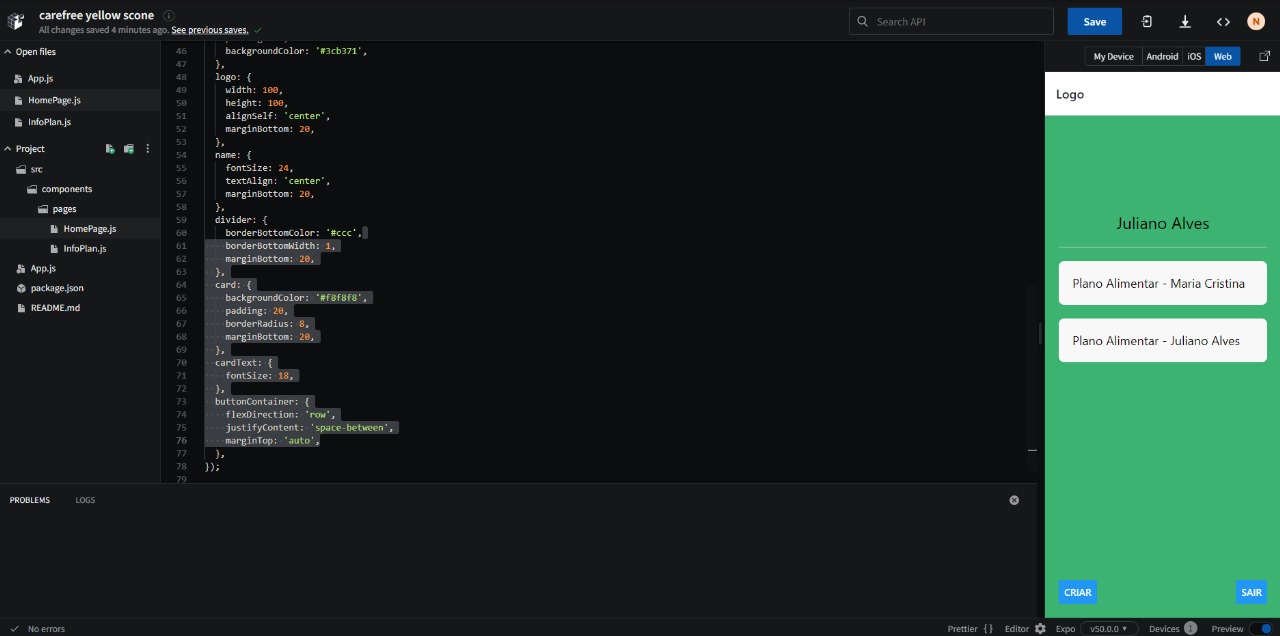 carefree yellow scone
All changes saved 4 minutes ago. See previous saves.
Search API
Save
N
Open files
App.js
HomePage.js
InfoPlan.js
Project
src
components
pages
HomePage.js
InfoPlan.js
App.js
package.json
README.md
46 backgroundColor: '#3cb371',
47 },
48 logo: {
49 width: 100,
50 height: 100,
51 alignSelf: 'center',
52 marginBottom: 20,
53 },
54 name: {
55 fontSize: 24,
56 textAlign: 'center',
57 marginBottom: 20,
58 },
59 divider: {
60 borderBottomColor: '#ccc',
61 borderBottomWidth: 1,
62 marginBottom: 20,
63 },
64 card: {
65 backgroundColor: '#f8f8f8',
66 padding: 20,
67 borderRadius: 8,
68 marginBottom: 20,
69 },
70 cardText: {
71 fontSize: 18,
72 },
73 buttonContainer: {
74 flexDirection: 'row',
75 justifyContent: 'space-between',
76 marginTop: 'auto',
77 },
78 });
79
My Device Android iOS Web
Logo
Juliano Alves
Plano Alimentar - Maria Cristina
Plano Alimentar - Juliano Alves
CRIAR SAIR
PROBLEMS LOGS
No errors
Prettier {} Editor Expo v50.0.0 Devices 1 Preview